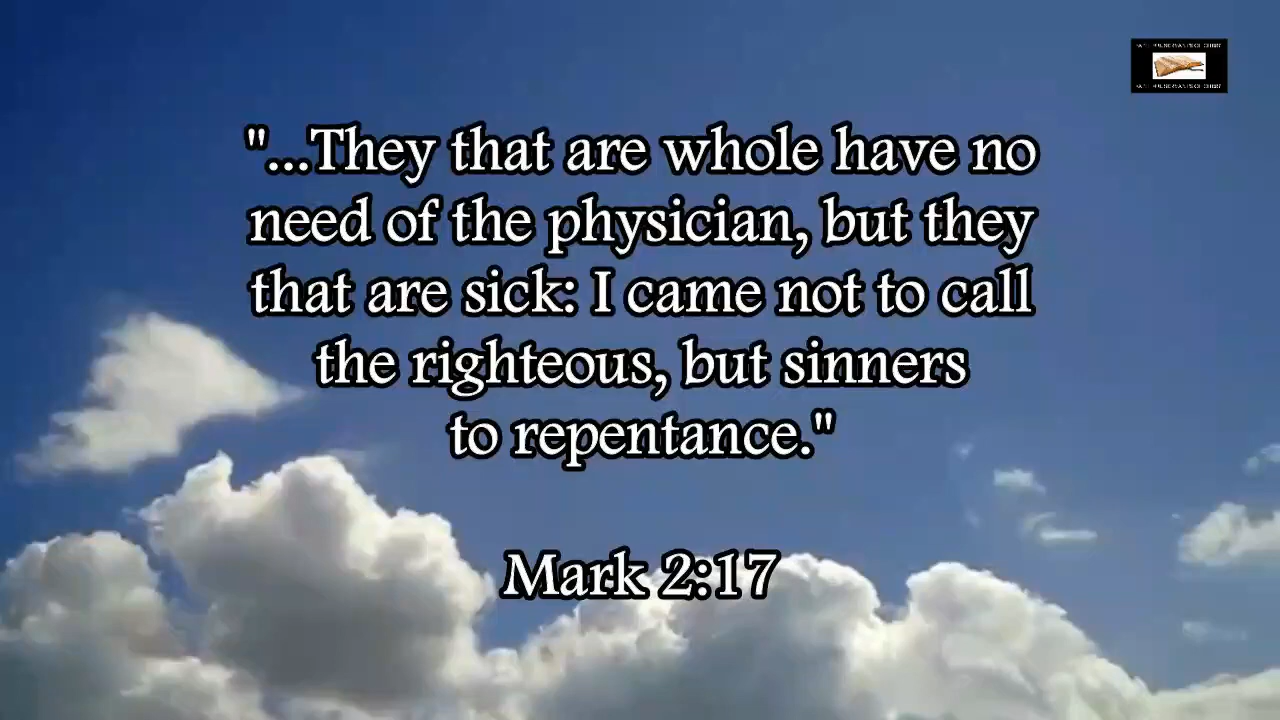 "...They that are whole have no
need of the physician, but they
that are sick: I came not to call
the righteous, but sinners
to repentance."
Mark 2:17